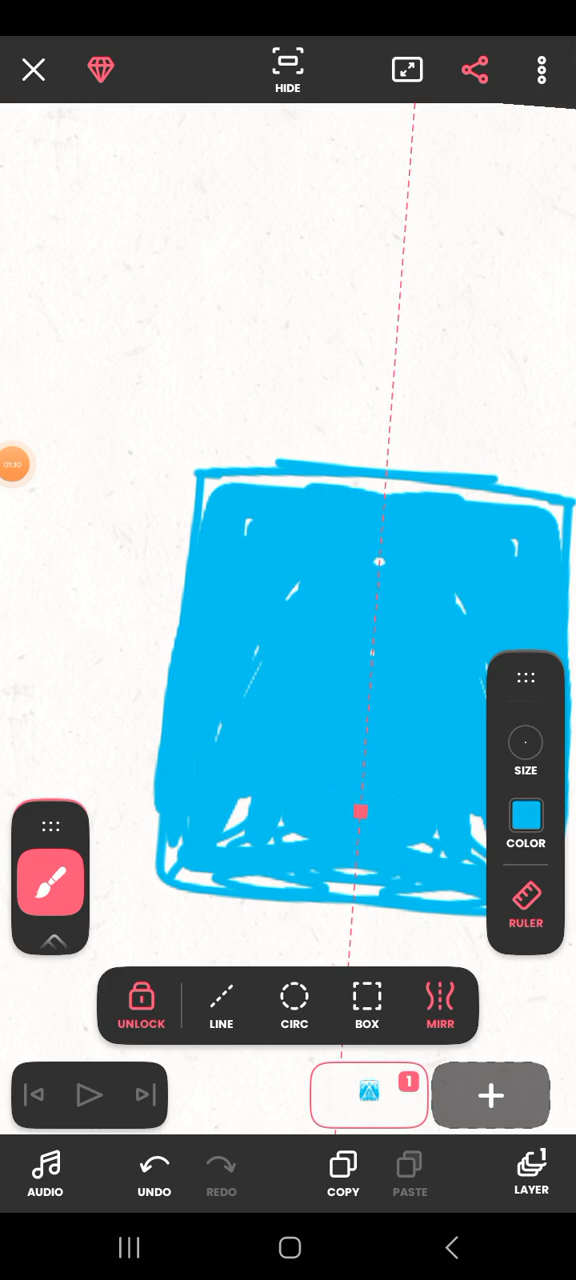 HIDE
01:30
SIZE
COLOR
RULER
UNLOCK
LINE
CIRC
BOX
MIRR
1
AUDIO
UNDO
REDO
COPY
PASTE
1
LAYER